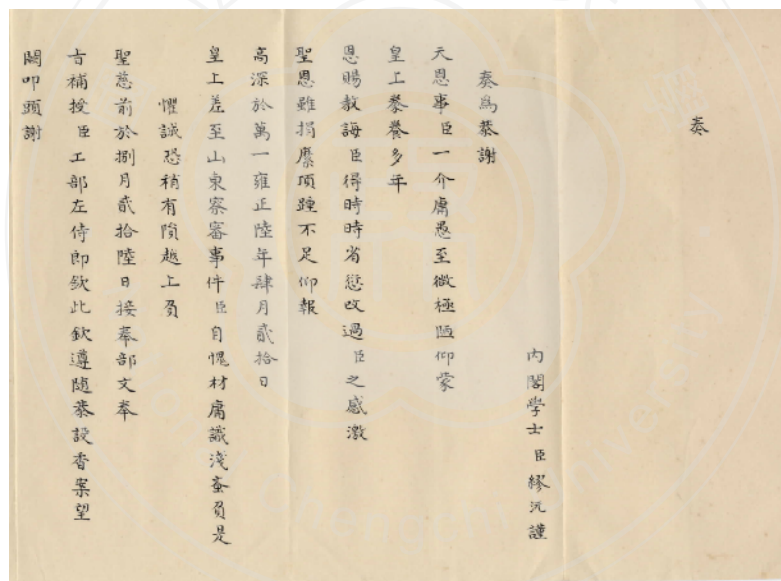 奏
內閣學士臣繆沅謹
奏為恭謝
天恩事臣一介庸愚至微極陋仰蒙
皇上豢養多年
恩賜教誨臣得時時省愆改過臣之感激
聖恩雖捐糜頂踵不足仰報
高深於萬一雍正陸年肆月貳拾日
皇上差至山東察審事件臣自愧材庸識淺蚉負是
懼誠恐稍有隕越上負
聖慈前於捌月貳拾陸日接奉部文奉
旨補授臣工部左侍郎欽此欽遵隨恭設香案望
闕叩頭謝